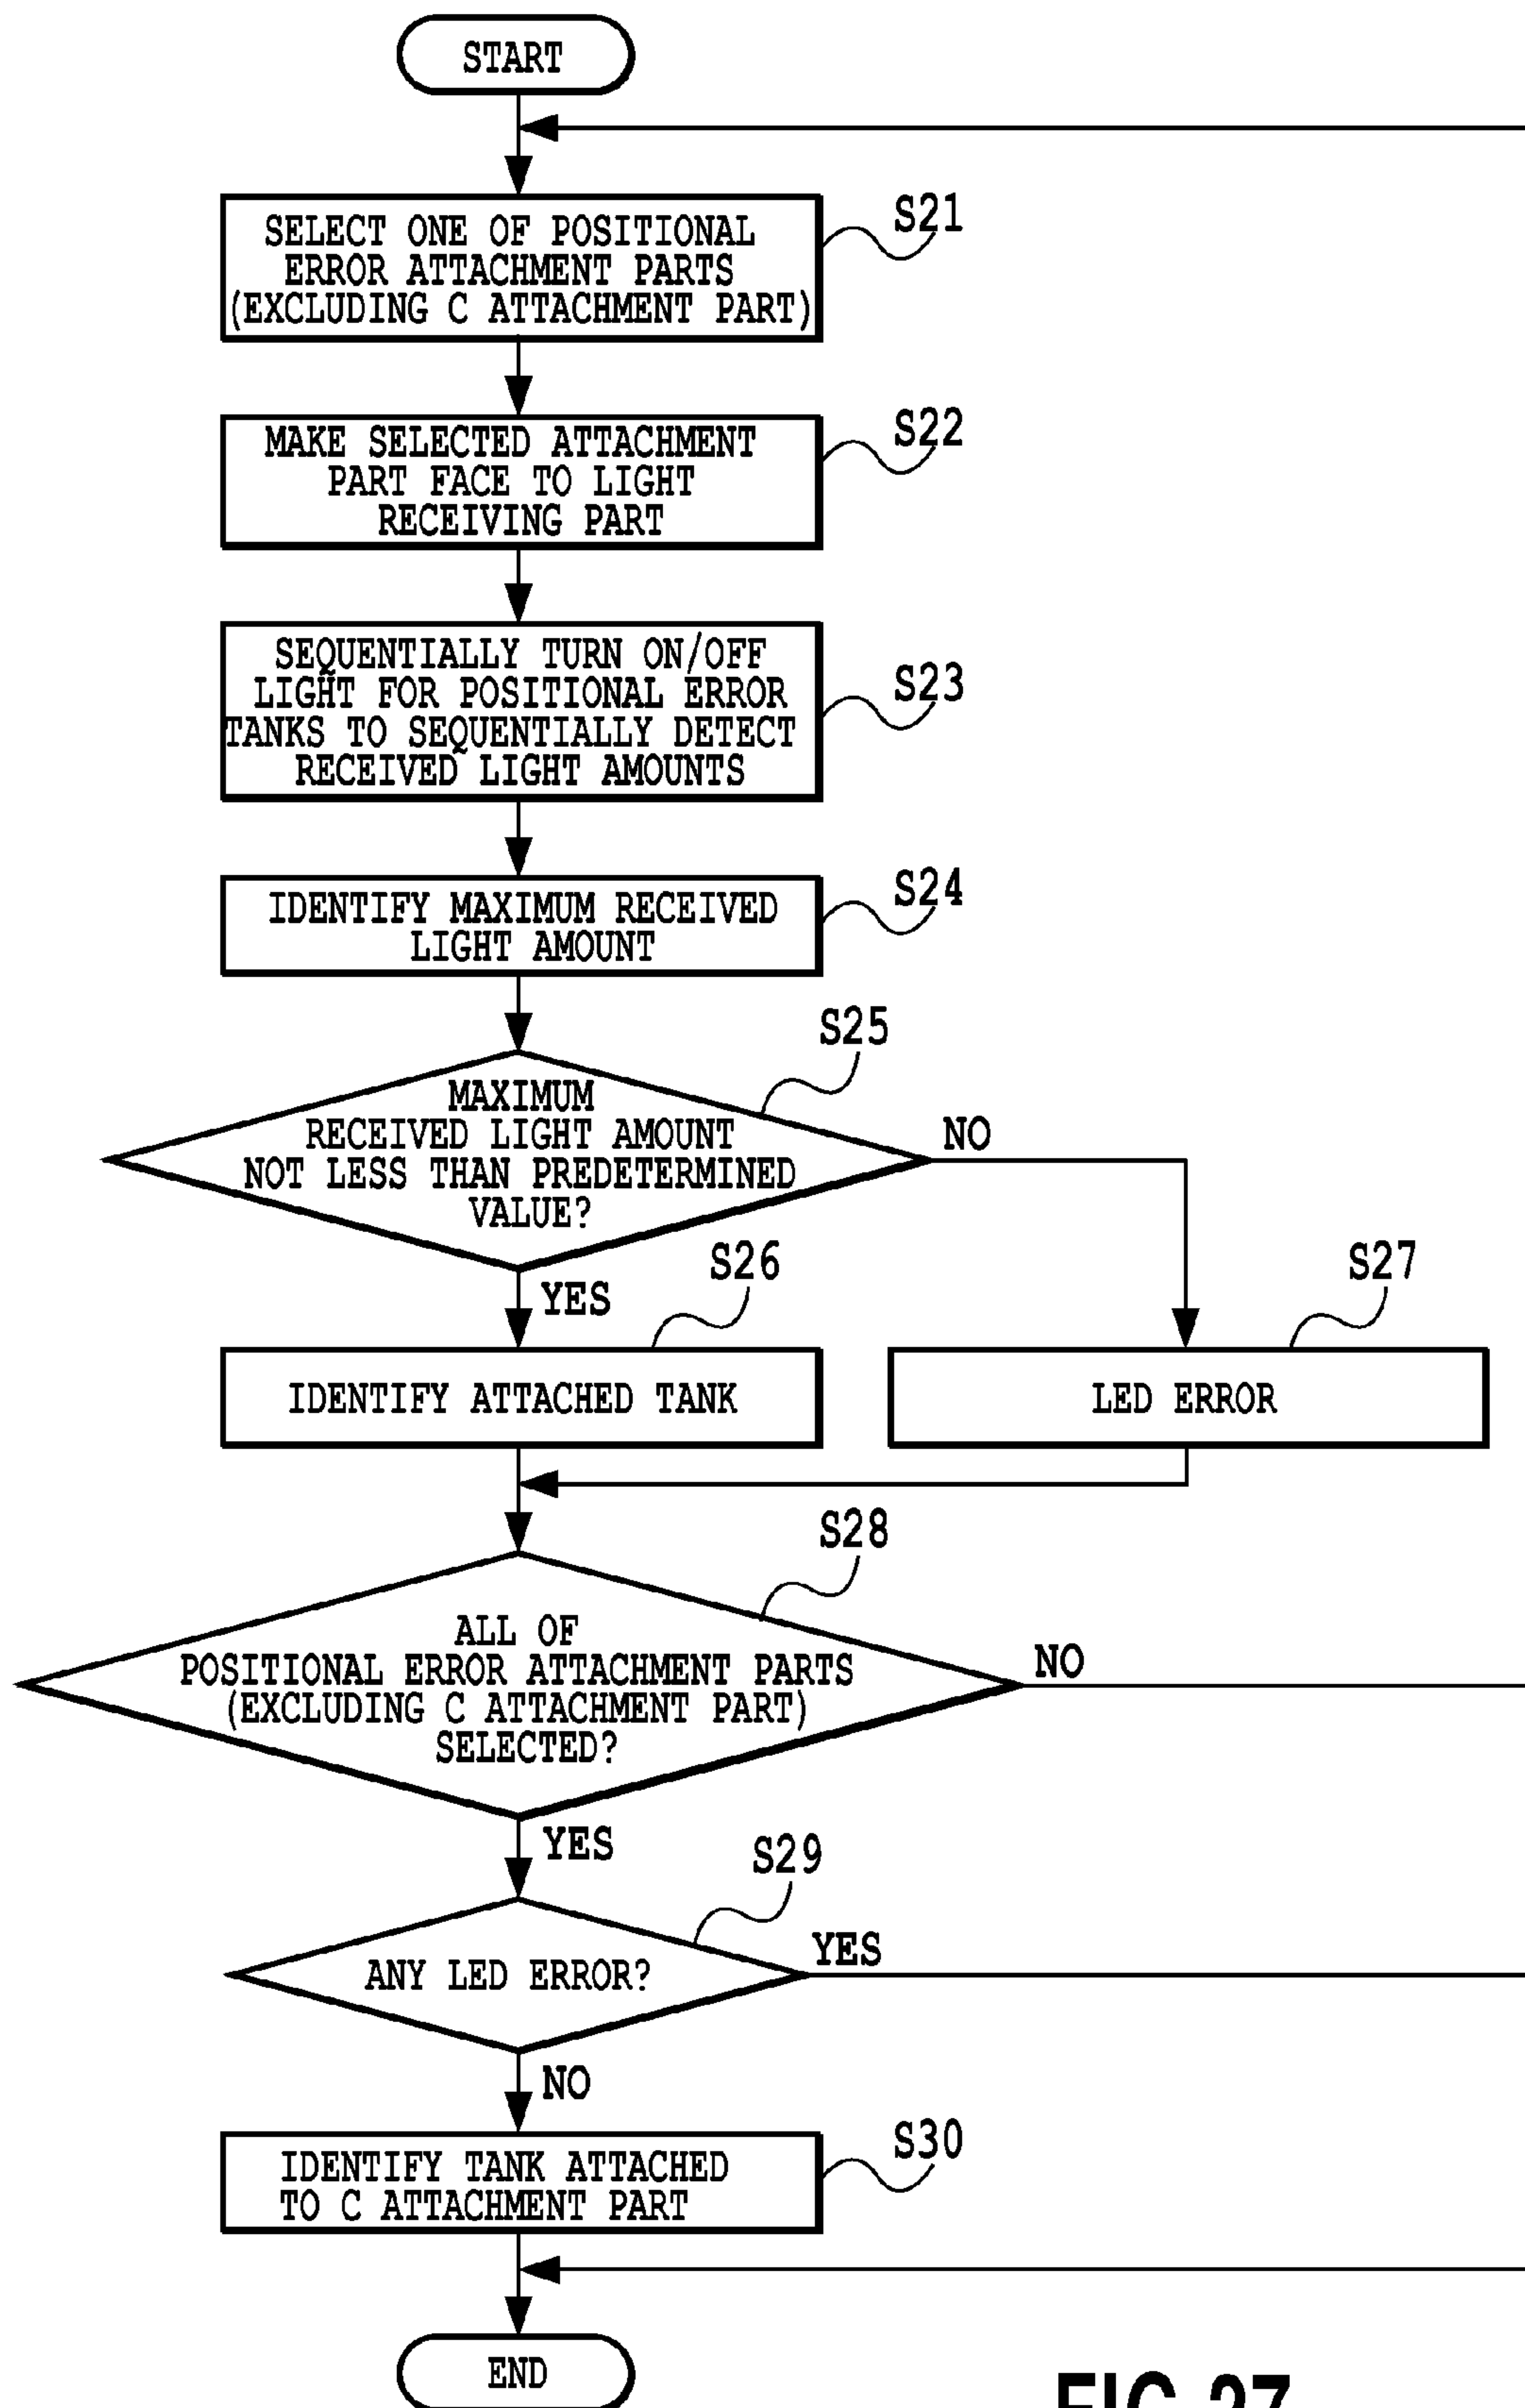 START
SELECT ONE OF POSITIONAL
ERROR ATTACHMENT PARTS
(EXCLUDING C ATTACHMENT PART)
S21
MAKE SELECTED ATTACHMENT
PART FACE TO LIGHT
RECEIVING PART
S22
SEQUENTIALLY TURN ON/OFF
LIGHT FOR POSITIONAL ERROR
TANKS TO SEQUENTIALLY DETECT
RECEIVED LIGHT AMOUNTS
S23
IDENTIFY MAXIMUM RECEIVED
LIGHT AMOUNT
S24
S25
MAXIMUM
RECEIVED LIGHT AMOUNT
NOT LESS THAN PREDETERMINED
VALUE?
NO
YES
S26
S27
IDENTIFY ATTACHED TANK
LED ERROR
S28
ALL OF
POSITIONAL ERROR ATTACHMENT PARTS
(EXCLUDING C ATTACHMENT PART)
SELECTED?
NO
YES
S29
ANY LED ERROR?
YES
NO
S30
IDENTIFY TANK ATTACHED
TO C ATTACHMENT PART
END
FIG.27